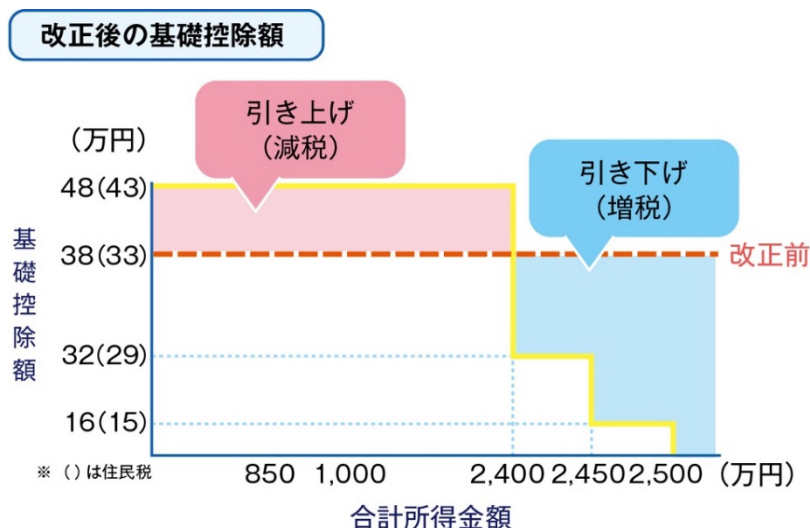 改正後の基礎控除額
引き上げ
(減税)
(万円)
引き下げ
(増税)
48(43)
基礎控除額
38(33)
改正前
32(29)
16(15)
※ ( )は住民税
850 1,000 2,400 2,450 2,500 (万円)
合計所得金額